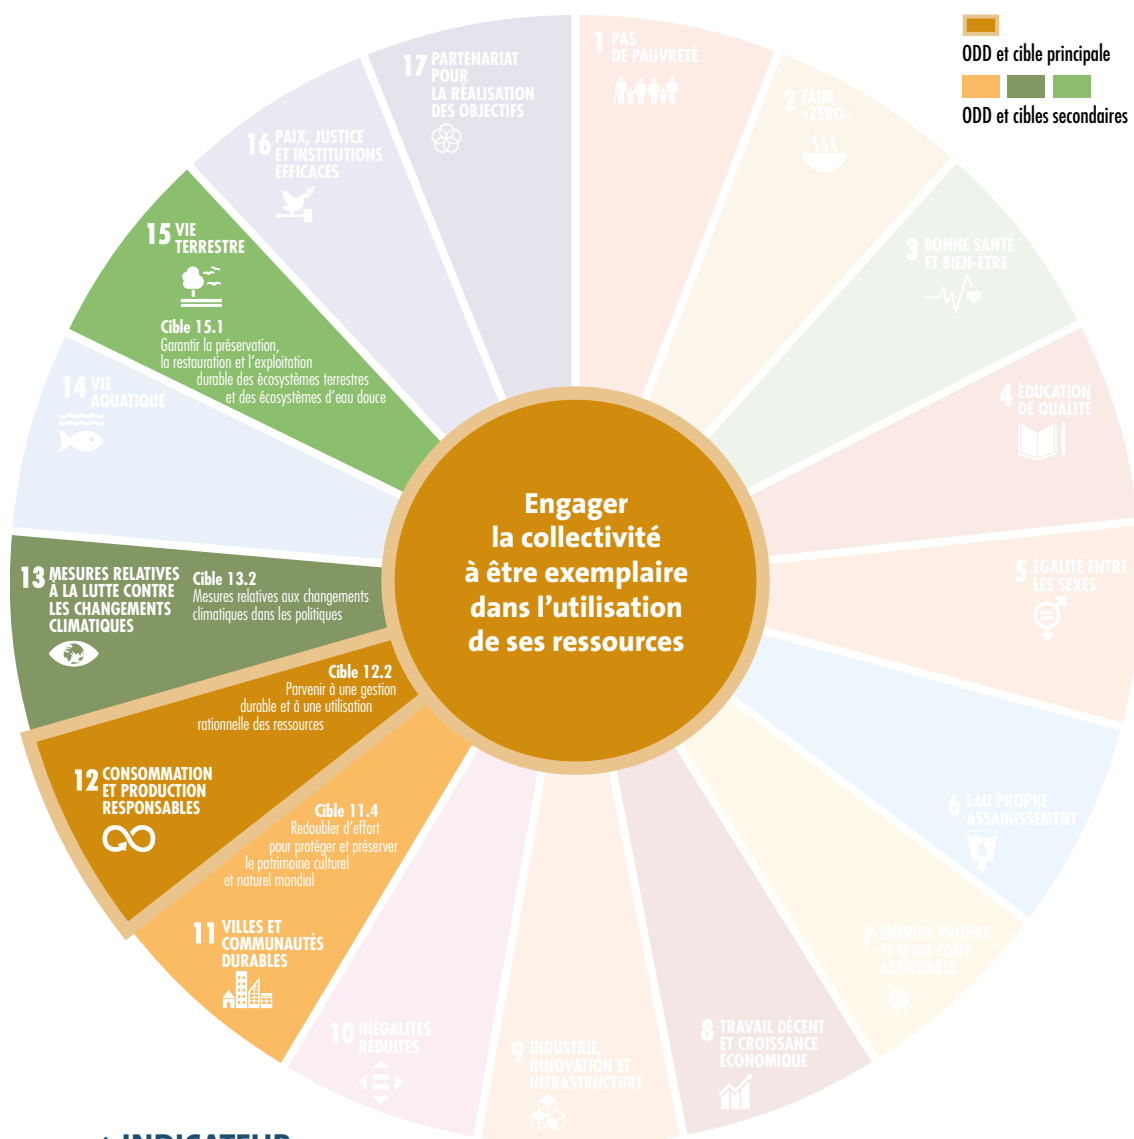 ODD et cible principale
ODD et cibles secondaires
1 PAS
DE PAUVRETÉ
2 FAIM
«ZÉRO»
3 BONNE SANTÉ
ET BIEN-ÊTRE
4 ÉDUCATION
DE QUALITÉ
5 ÉGALITÉ ENTRE
LES SEXES
6 EAU PROPRE
ASSAINISSEMENT
7 ENERGIE PROPRE
ET D'UN COÛT
ABORDABLE
8 TRAVAIL DÉCENT
ET CROISSANCE
ECONOMIQUE
9 INDUSTRIE,
INNOVATION ET
INFRASTRUCTURE
10 INÉGALITÉS
RÉDUITES
11 VILLES ET
COMMUNAUTÉS
DURABLES
Cible 11.4
Redoubler d'effort
pour protéger et préserver
le patrimoine culturel
et naturel mondial
12 CONSOMMATION
ET PRODUCTION
RESPONSABLES
Cible 12.2
Parvenir à une gestion
durable et à une utilisation
rationnelle des ressources
13 MESURES RELATIVES
À LA LUTTE CONTRE
LES CHANGEMENTS
CLIMATIQUES
Cible 13.2
Mesures relatives aux changements
climatiques dans les politiques
14 VIE
AQUATIQUE
15 VIE
TERRESTRE
Cible 15.1
Garantir la préservation,
la restauration et l'exploitation
durable des écosystèmes terrestres
et des écosystèmes d'eau douce
16 PAIX, JUSTICE
ET INSTITUTIONS
EFFICACES
17 PARTENARIAT
POUR
LA RÉALISATION
DES OBJECTIFS
Engager
la collectivité
à être exemplaire
dans l'utilisation
de ses ressources
INDICATEUR